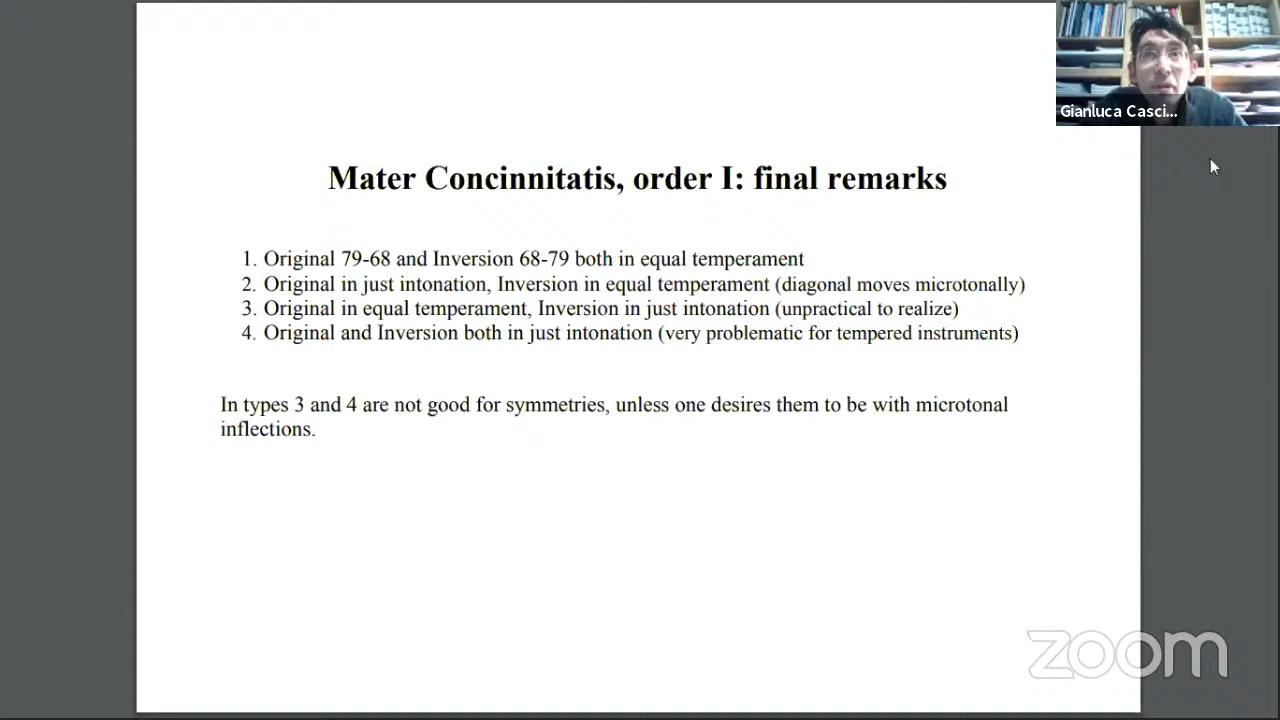 Gianluca Casci...
Mater Concinnitatis, order I: final remarks
1. Original 79-68 and Inversion 68-79 both in equal temperament
2. Original in just intonation, Inversion in equal temperament (diagonal moves microtonally)
3. Original in equal temperament, Inversion in just intonation (unpractical to realize)
4. Original and Inversion both in just intonation (very problematic for tempered instruments)
In types 3 and 4 are not good for symmetries, unless one desires them to be with microtonal
inflections.
zoom